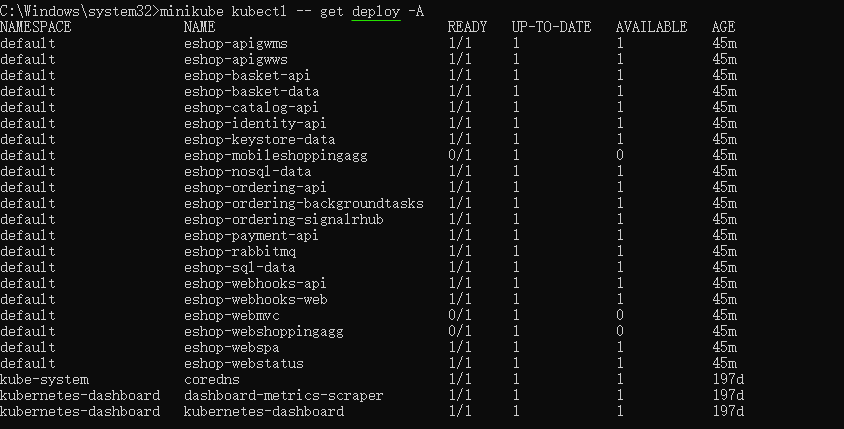 C:\Windows\system32>minikube kubectl -- get deploy -A
NAMESPACE NAME READY UP-TO-DATE AVAILABLE AGE
default eshop-apigwms 1/1 1 1 45m
default eshop-apigwws 1/1 1 1 45m
default eshop-basket-api 1/1 1 1 45m
default eshop-basket-data 1/1 1 1 45m
default eshop-catalog-api 1/1 1 1 45m
default eshop-identity-api 1/1 1 1 45m
default eshop-keystore-data 1/1 1 1 45m
default eshop-mobileshoppingagg 0/1 1 0 45m
default eshop-nosql-data 1/1 1 1 45m
default eshop-ordering-api 1/1 1 1 45m
default eshop-ordering-backgroundtasks 1/1 1 1 45m
default eshop-ordering-signalrhub 1/1 1 1 45m
default eshop-payment-api 1/1 1 1 45m
default eshop-rabbitmq 1/1 1 1 45m
default eshop-sql-data 1/1 1 1 45m
default eshop-webhooks-api 1/1 1 1 45m
default eshop-webhooks-web 1/1 1 1 45m
default eshop-webmvc 0/1 1 0 45m
default eshop-webshoppingagg 0/1 1 0 45m
default eshop-webspa 1/1 1 1 45m
default eshop-webstatus 1/1 1 1 45m
kube-system coredns 1/1 1 1 197d
kubernetes-dashboard dashboard-metrics-scraper 1/1 1 1 197d
kubernetes-dashboard kubernetes-dashboard 1/1 1 1 197d